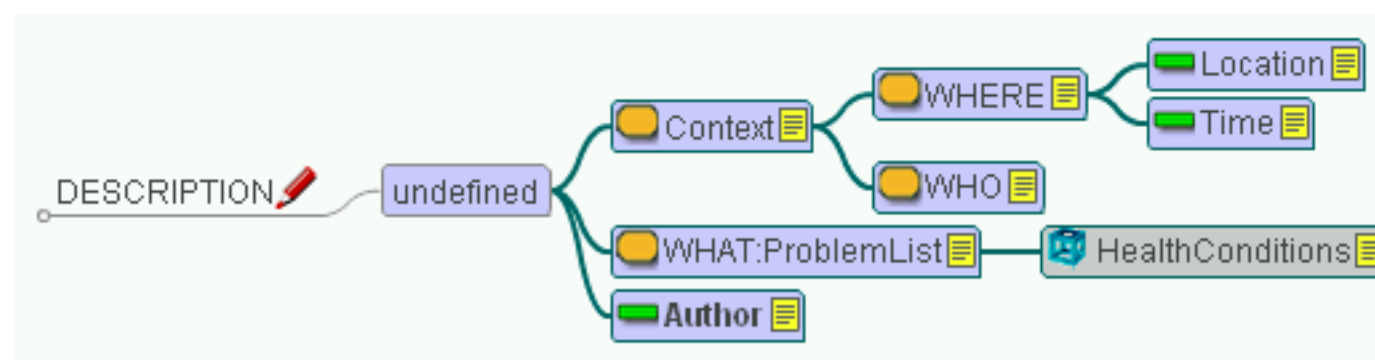 Location
WHERE
Context
Time
DESCRIPTION
undefined
WHO
WHAT:ProblemList
HealthConditions
Author